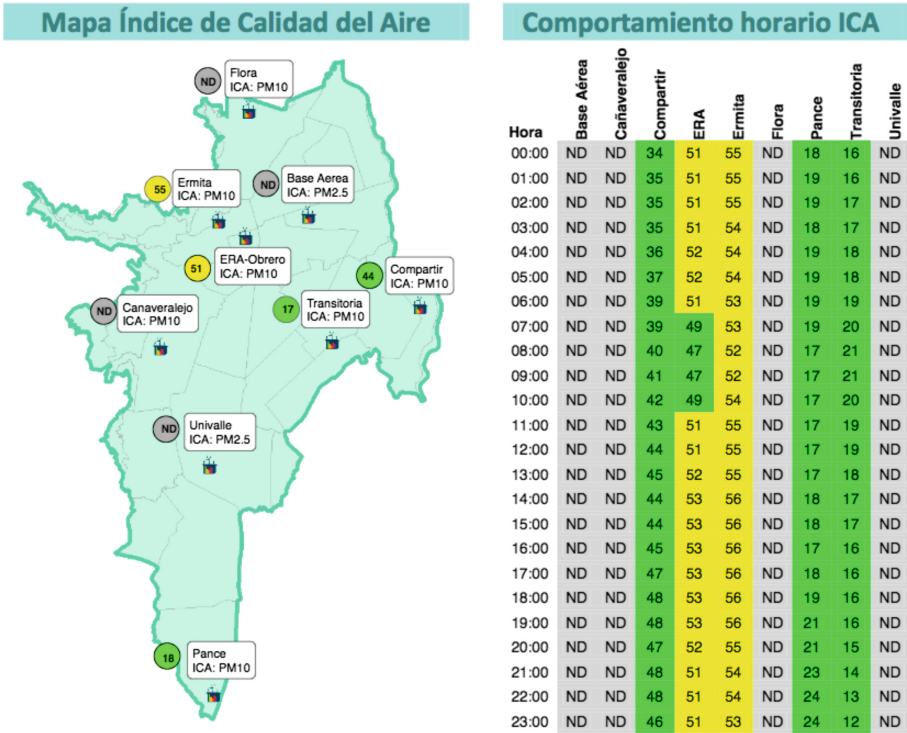 Mapa Índice de Calidad del Aire
ND
Flora
ICA: PM10
55
Ermita
ICA: PM10
ND
Base Aerea
ICA: PM2.5
51
ERA-Obrero
ICA: PM10
44
Compartir
ICA: PM10
ND
Canaveralejo
ICA: PM10
17
Transitoria
ICA: PM10
ND
Univalle
ICA: PM2.5
18
Pance
ICA: PM10
Comportamiento horario ICA
Hora Base Aérea Cañaveralejo Compartir ERA Ermita Flora Pance Transitoria Univalle
00:00 ND ND 34 51 55 ND 18 16 ND
01:00 ND ND 35 51 55 ND 19 16 ND
02:00 ND ND 35 51 55 ND 19 17 ND
03:00 ND ND 35 51 54 ND 18 17 ND
04:00 ND ND 36 52 54 ND 19 18 ND
05:00 ND ND 37 52 54 ND 19 18 ND
06:00 ND ND 39 51 53 ND 19 19 ND
07:00 ND ND 39 49 53 ND 19 20 ND
08:00 ND ND 40 47 52 ND 17 21 ND
09:00 ND ND 41 47 52 ND 17 21 ND
10:00 ND ND 42 49 54 ND 17 20 ND
11:00 ND ND 43 51 55 ND 17 19 ND
12:00 ND ND 44 51 55 ND 17 19 ND
13:00 ND ND 45 52 55 ND 17 18 ND
14:00 ND ND 44 53 56 ND 18 17 ND
15:00 ND ND 44 53 56 ND 18 17 ND
16:00 ND ND 45 53 56 ND 17 16 ND
17:00 ND ND 47 53 56 ND 18 16 ND
18:00 ND ND 48 53 56 ND 19 16 ND
19:00 ND ND 48 53 56 ND 21 16 ND
20:00 ND ND 47 52 55 ND 21 15 ND
21:00 ND ND 48 51 54 ND 23 14 ND
22:00 ND ND 48 51 54 ND 24 13 ND
23:00 ND ND 46 51 53 ND 24 12 ND